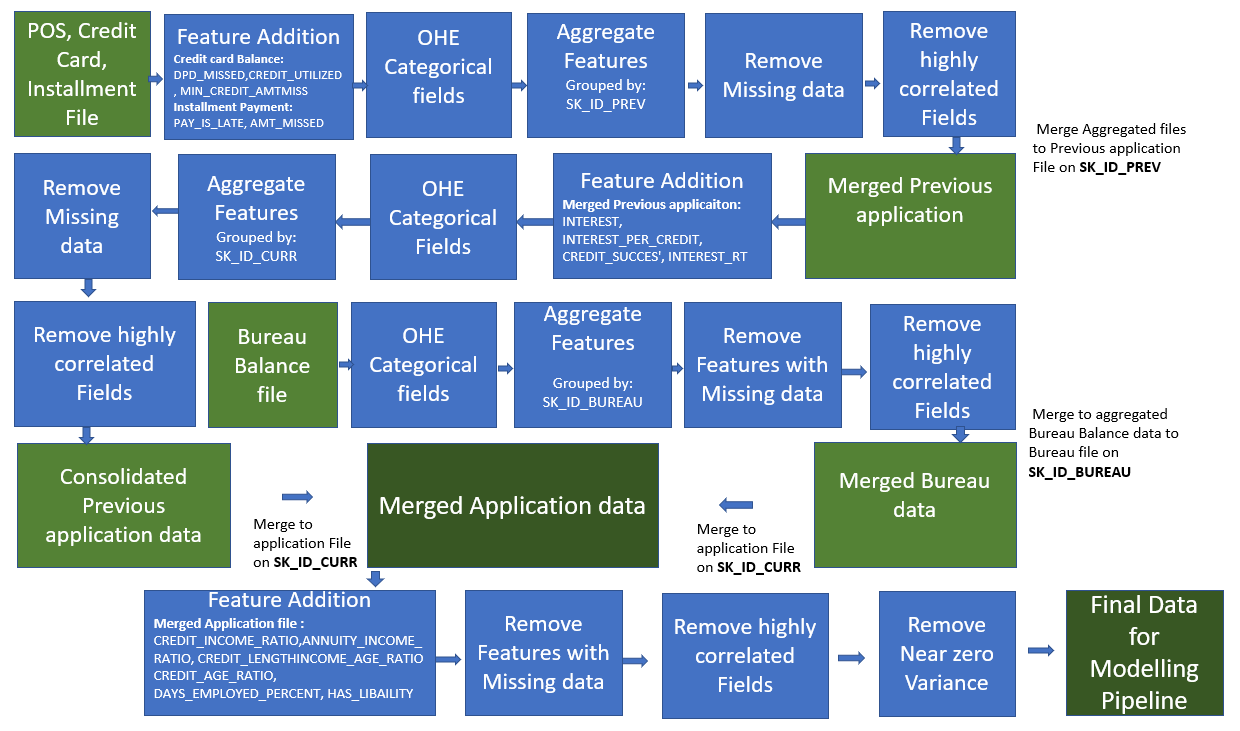 POS, Credit
Card,
Installment
File
Feature Addition
Credit card Balance:
DPD_MISSED,CREDIT_UTILIZED
, MIN_CREDIT_AMTMISS
Installment Payment:
PAY_IS_LATE, AMT_MISSED
OHE
Categorical
fields
Aggregate
Features
Grouped by:
SK_ID_PREV
Remove
Missing data
Remove
highly
correlated
Fields
Merge Aggregated files
to Previous application
File on SK_ID_PREV
Merged Previous
application
Feature Addition
Merged Previous applicaiton:
INTEREST,
INTEREST_PER_CREDIT,
CREDIT_SUCCES', INTEREST_RT
OHE
Categorical
Fields
Aggregate
Features
Grouped by:
SK_ID_CURR
Remove
Missing
data
Remove highly
correlated
Fields
Bureau
Balance
file
OHE
Categorical
fields
Aggregate
Features
Grouped by:
SK_ID_BUREAU
Remove
Features with
Missing data
Remove
highly
correlated
Fields
Merge to aggregated
Bureau Balance data to
Bureau file on
SK_ID_BUREAU
Consolidated
Previous
application data
Merge to
application File
on SK_ID_CURR
Merged Application data
Merge to
application File
on SK_ID_CURR
Merged Bureau
data
Feature Addition
Merged Application file :
CREDIT_INCOME_RATIO,ANNUITY_INCOME_
RATIO, CREDIT_LENGTHINCOME_AGE_RATIO
CREDIT_AGE_RATIO,
DAYS_EMPLOYED_PERCENT, HAS_LIBAILITY
Remove
Features with
Missing data
Remove highly
correlated
Fields
Remove
Near zero
Variance
Final Data
for
Modelling
Pipeline